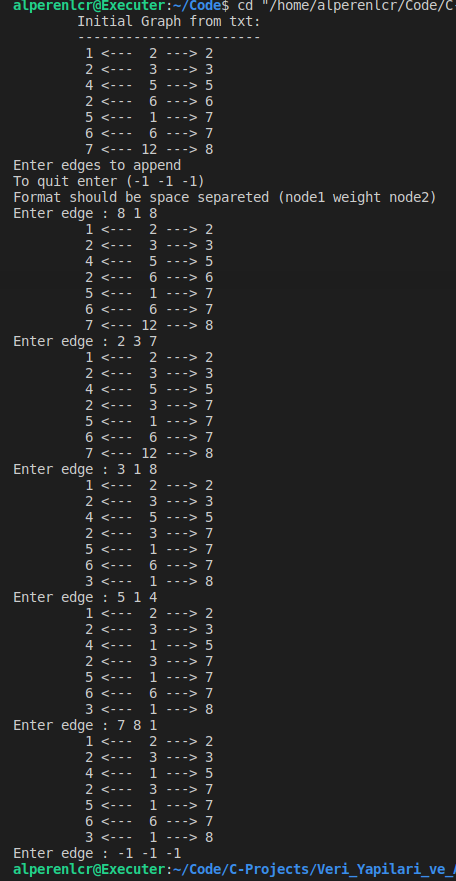 alperenlcr@Executer:~/Code$ cd "/home/alperenlcr/Code/C-
Initial Graph from txt:
-----------------------
1 <---  2 ---> 2
2 <---  3 ---> 3
4 <---  5 ---> 5
2 <---  6 ---> 6
5 <---  1 ---> 7
6 <---  6 ---> 7
7 <--- 12 ---> 8
Enter edges to append
To quit enter (-1 -1 -1)
Format should be space separeted (node1 weight node2)
Enter edge : 8 1 8
1 <---  2 ---> 2
2 <---  3 ---> 3
4 <---  5 ---> 5
2 <---  6 ---> 6
5 <---  1 ---> 7
6 <---  6 ---> 7
7 <--- 12 ---> 8
Enter edge : 2 3 7
1 <---  2 ---> 2
2 <---  3 ---> 3
4 <---  5 ---> 5
2 <---  3 ---> 7
5 <---  1 ---> 7
6 <---  6 ---> 7
7 <--- 12 ---> 8
Enter edge : 3 1 8
1 <---  2 ---> 2
2 <---  3 ---> 3
4 <---  5 ---> 5
2 <---  3 ---> 7
5 <---  1 ---> 7
6 <---  6 ---> 7
3 <---  1 ---> 8
Enter edge : 5 1 4
1 <---  2 ---> 2
2 <---  3 ---> 3
4 <---  1 ---> 5
2 <---  3 ---> 7
5 <---  1 ---> 7
6 <---  6 ---> 7
3 <---  1 ---> 8
Enter edge : 7 8 1
1 <---  2 ---> 2
2 <---  3 ---> 3
4 <---  1 ---> 5
2 <---  3 ---> 7
5 <---  1 ---> 7
6 <---  6 ---> 7
3 <---  1 ---> 8
Enter edge : -1 -1 -1
alperenlcr@Executer:~/Code/C-Projects/Veri_Yapilari_ve_A